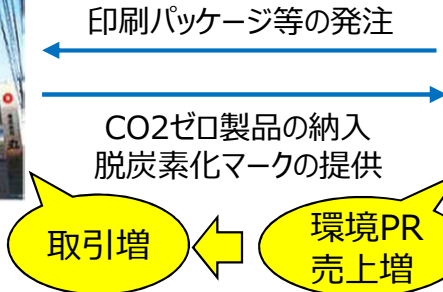 印刷パッケージ等の発注
CO2ゼロ製品の納入
脱炭素化マークの提供
取引増
環境PR
売上増